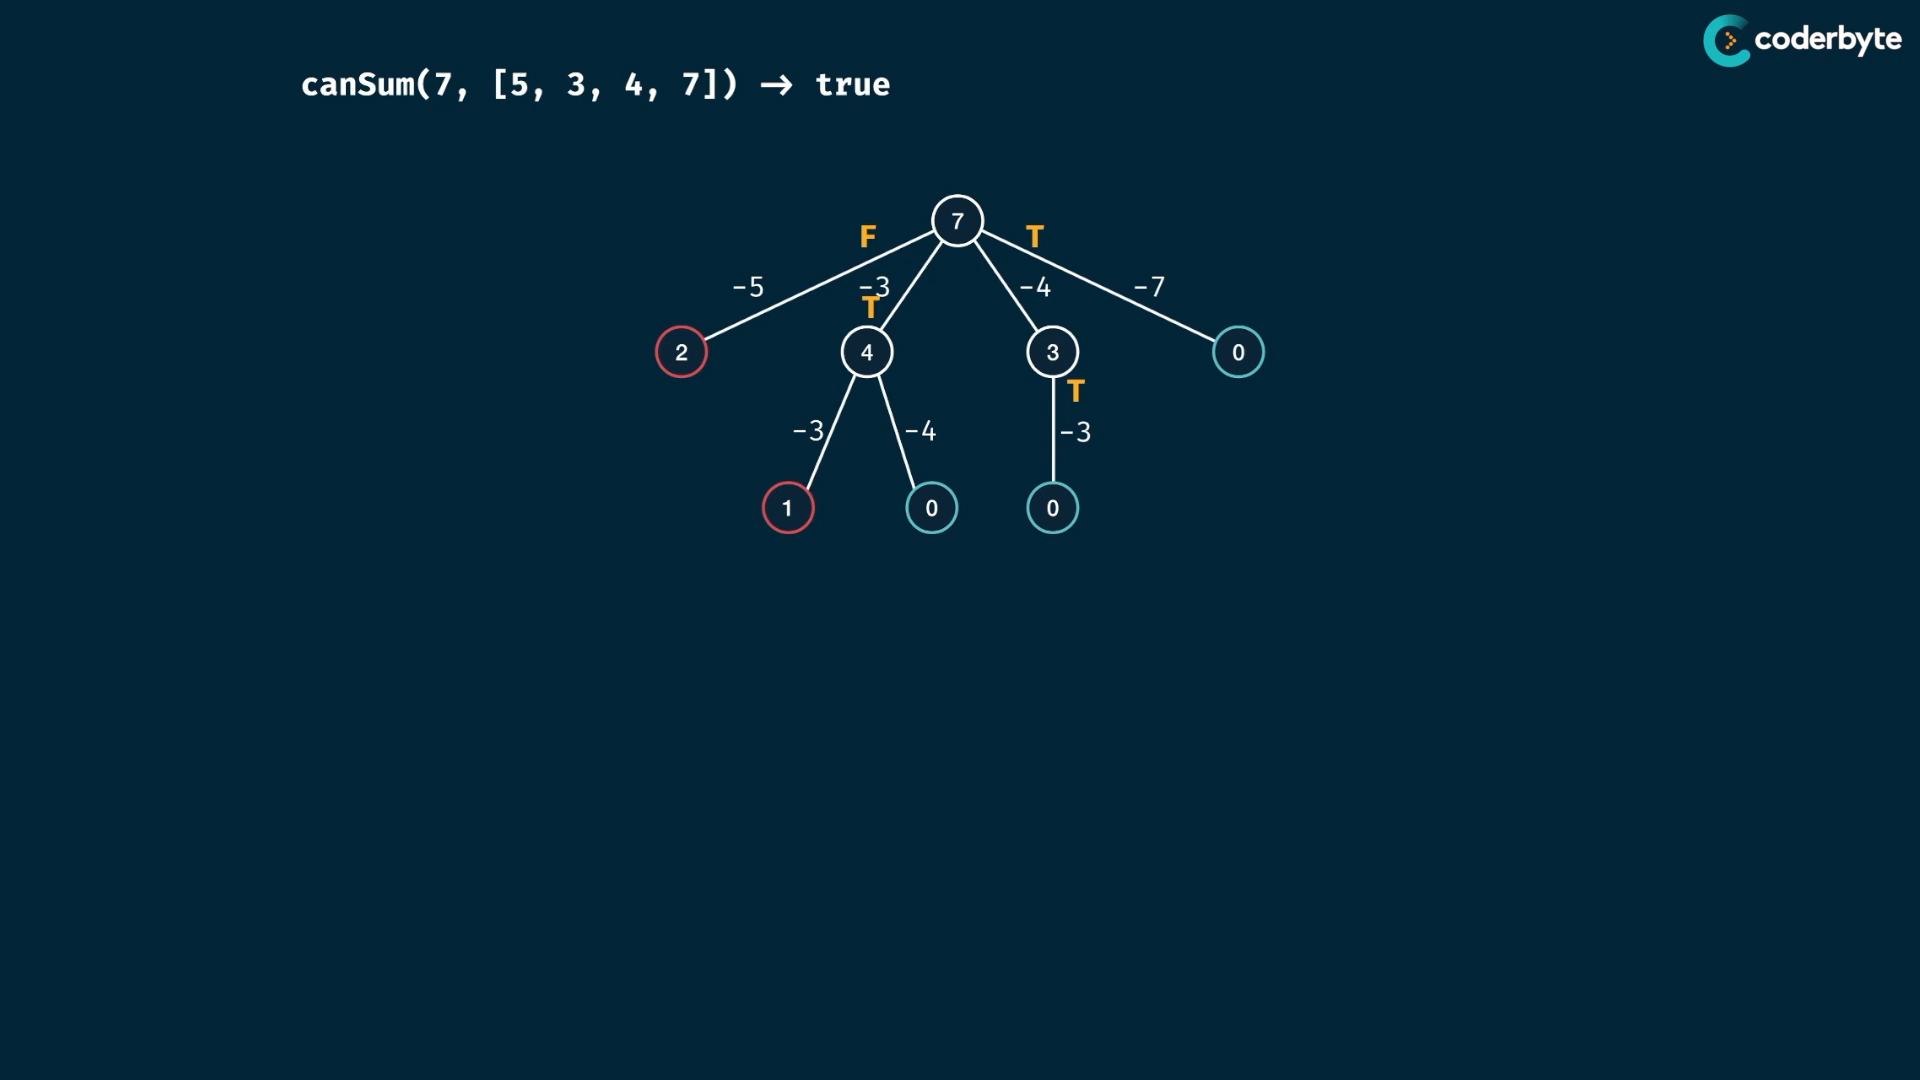 coderbyte
canSum(7, [5, 3, 4, 7]) → true
7
F T
-5 -3 -4 -7
T
2 4 3 0
T
-3 -4 -3
1 0 0